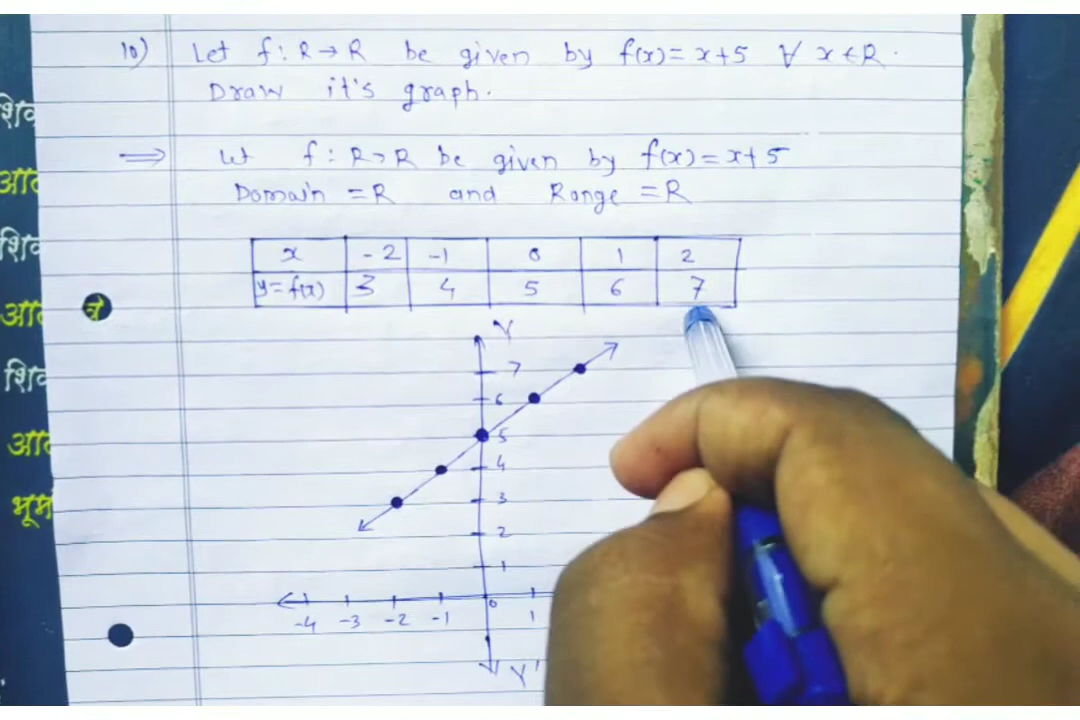 10) Let f: R→R be given by f(x) = x+5 ∀ x ∈ R.
Draw it's graph.
⇒ Let f : R→R be given by f(x) = x+5
Domain = R and Range = R
x -2 -1 0 1 2
y = f(x) 3 4 5 6 7
Y
7
6
5
4
3
2
1
0
-4 -3 -2 -1 1
Y'
शिव
शिव
वे
शिव